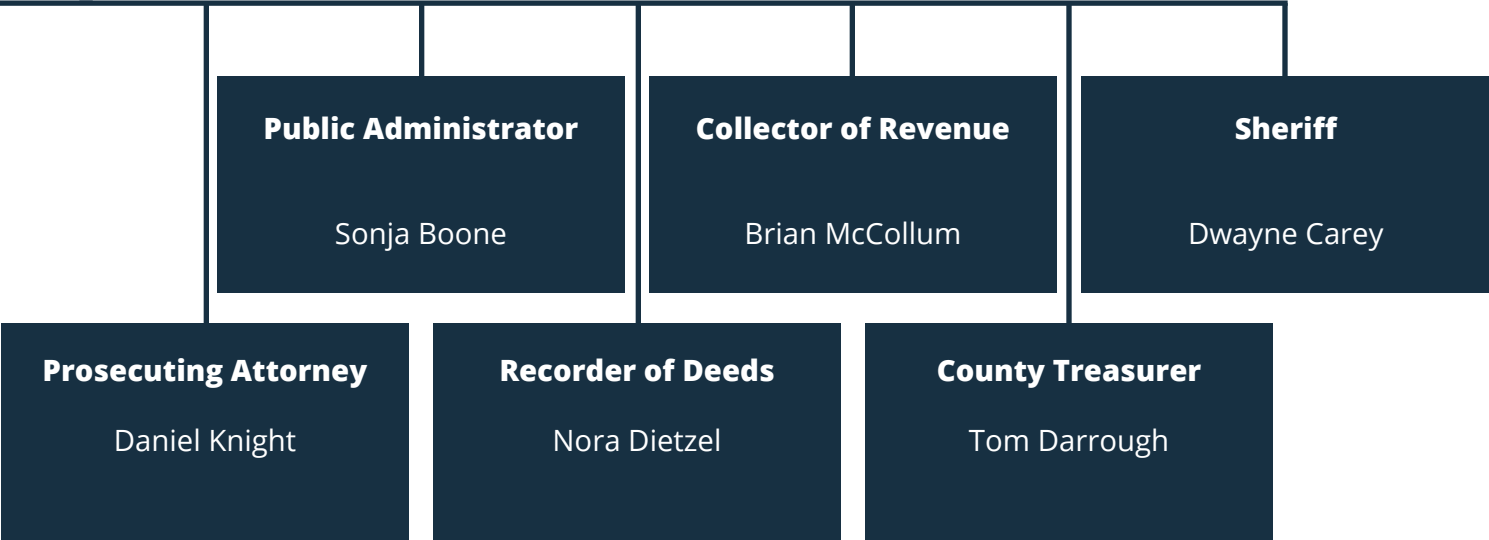 Public Administrator
Sonja Boone
Collector of Revenue
Brian McCollum
Sheriff
Dwayne Carey
Prosecuting Attorney
Daniel Knight
Recorder of Deeds
Nora Dietzel
County Treasurer
Tom Darrough